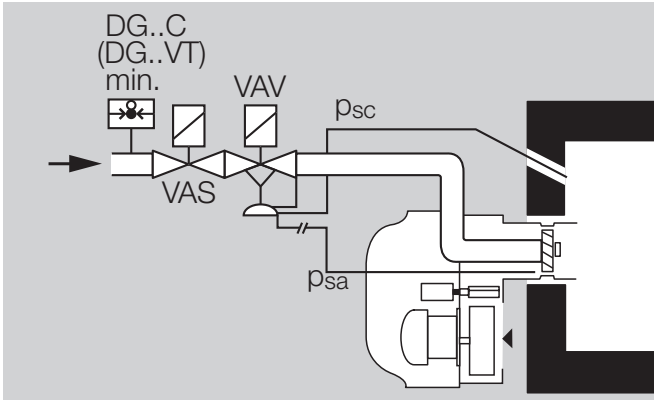 DG..C
(DG..VT)
min.
VAV
VAS
psc
psa